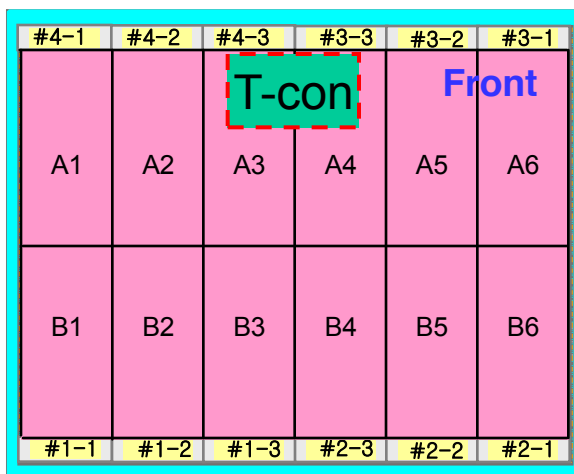 #4-1 #4-2 #4-3 #3-3 #3-2 #3-1
T-con Front
A1 A2 A3 A4 A5 A6
B1 B2 B3 B4 B5 B6
#1-1 #1-2 #1-3 #2-3 #2-2 #2-1